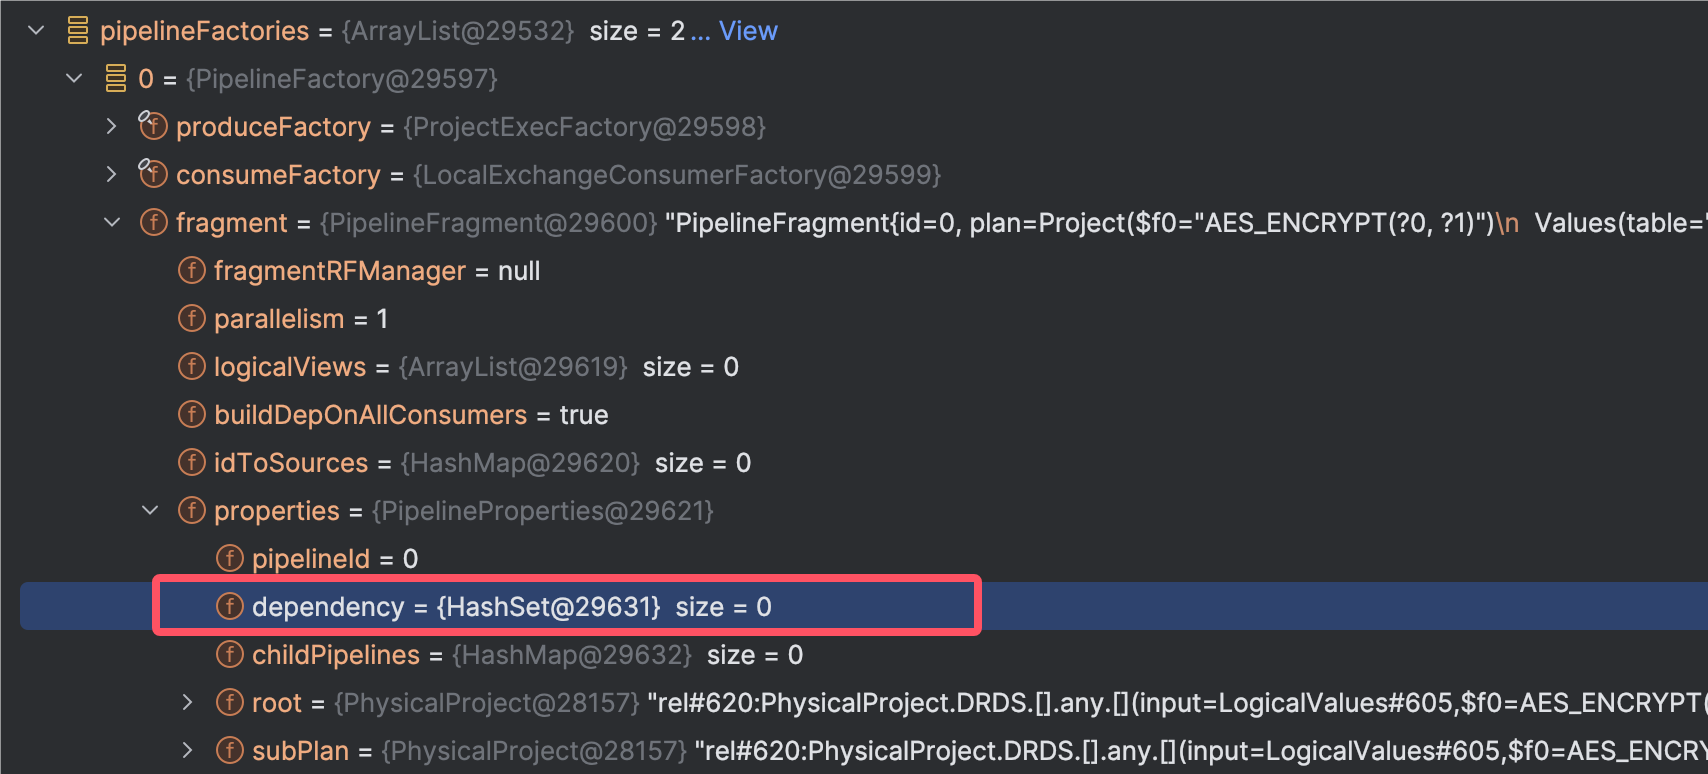 pipelineFactories = {ArrayList@29532} size = 2 ... View
0 = {PipelineFactory@29597}
produceFactory = {ProjectExecFactory@29598}
consumeFactory = {LocalExchangeConsumerFactory@29599}
fragment = {PipelineFragment@29600} "PipelineFragment{id=0, plan=Project($f0="AES_ENCRYPT(?0, ?1)")\n Values(table="
fragmentRFManager = null
parallelism = 1
logicalViews = {ArrayList@29619} size = 0
buildDepOnAllConsumers = true
idToSources = {HashMap@29620} size = 0
properties = {PipelineProperties@29621}
pipelineId = 0
dependency = {HashSet@29631} size = 0
childPipelines = {HashMap@29632} size = 0
root = {PhysicalProject@28157} "rel#620:PhysicalProject.DRDS.[].any.[](input=LogicalValues#605,$f0=AES_ENCRYPT(
subPlan = {PhysicalProject@28157} "rel#620:PhysicalProject.DRDS.[].any.[](input=LogicalValues#605,$f0=AES_ENCRY